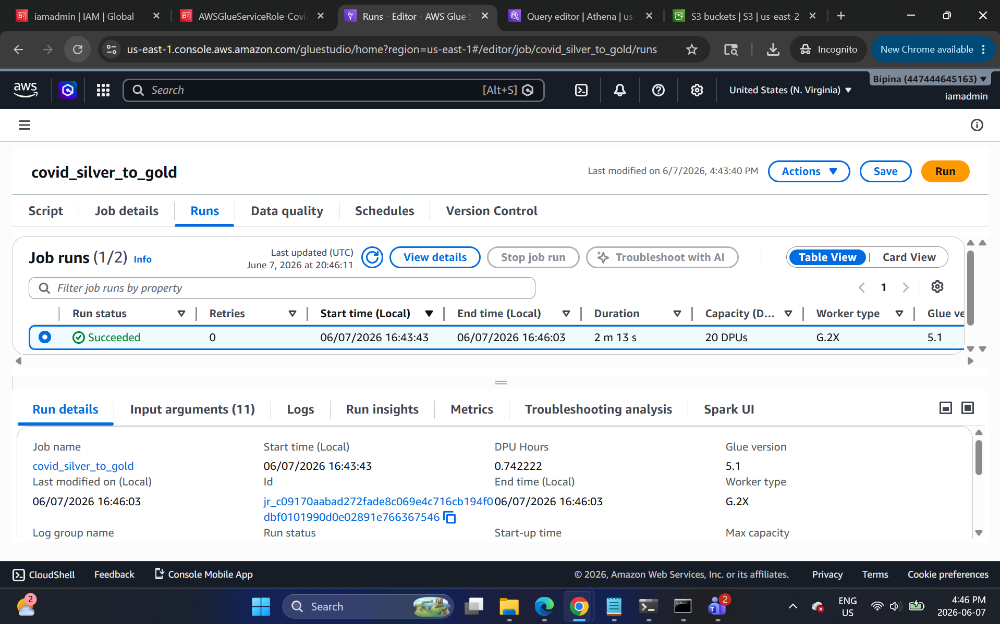 iamadmin | IAM | Global
AWSGlueServiceRole-Covi
Runs - Editor - AWS Glue S
Query editor | Athena | us-
S3 buckets | S3 | us-east-2
us-east-1.console.aws.amazon.com/gluestudio/home?region=us-east-1#/editor/job/covid_silver_to_gold/runs
Incognito
New Chrome available
aws
Search
[Alt+S]
United States (N. Virginia)
Bipina (447444645163)
iamadmin
covid_silver_to_gold
Last modified on 6/7/2026, 4:43:40 PM
Actions
Save
Run
Script
Job details
Runs
Data quality
Schedules
Version Control
Job runs (1/2) Info
Last updated (UTC)
June 7, 2026 at 20:46:11
View details
Stop job run
Troubleshoot with AI
Table View
Card View
Filter job runs by property
1
Run status
Retries
Start time (Local)
End time (Local)
Duration
Capacity (D...
Worker type
Glue ve
Succeeded
0
06/07/2026 16:43:43
06/07/2026 16:46:03
2 m 13 s
20 DPUs
G.2X
5.1
Run details
Input arguments (11)
Logs
Run insights
Metrics
Troubleshooting analysis
Spark UI
Job name
Start time (Local)
DPU Hours
Glue version
covid_silver_to_gold
06/07/2026 16:43:43
0.742222
5.1
Last modified on (Local)
Id
End time (Local)
Worker type
06/07/2026 16:46:03
jr_c09170aabad272fade8c069e4c716cb194f0
dbf0101990d0e02891e766367546
06/07/2026 16:46:03
G.2X
Log group name
Run status
Start-up time
Max capacity
CloudShell
Feedback
Console Mobile App
© 2026, Amazon Web Services, Inc. or its affiliates.
Privacy
Terms
Cookie preferences
2
Search
T
2
ENG
US
4:46 PM
2026-06-07